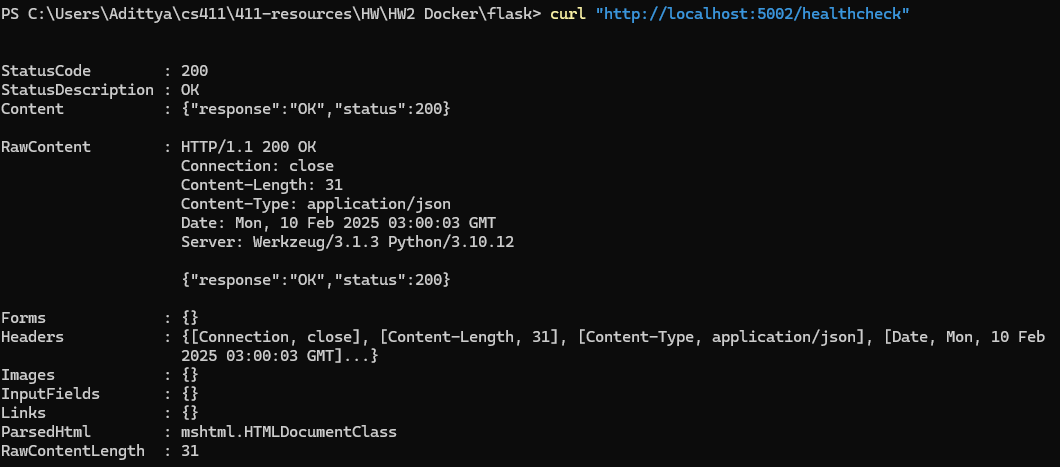 PS C:\Users\Adittya\cs411\411-resources\HW\HW2 Docker\flask> curl "http://localhost:5002/healthcheck"
StatusCode        : 200
StatusDescription : OK
Content           : {"response":"OK","status":200}
RawContent        : HTTP/1.1 200 OK
                    Connection: close
                    Content-Length: 31
                    Content-Type: application/json
                    Date: Mon, 10 Feb 2025 03:00:03 GMT
                    Server: Werkzeug/3.1.3 Python/3.10.12
                    {"response":"OK","status":200}
Forms             : {}
Headers           : {[Connection, close], [Content-Length, 31], [Content-Type, application/json], [Date, Mon, 10 Feb
                    2025 03:00:03 GMT]...}
Images            : {}
InputFields       : {}
Links             : {}
ParsedHtml        : mshtml.HTMLDocumentClass
RawContentLength  : 31